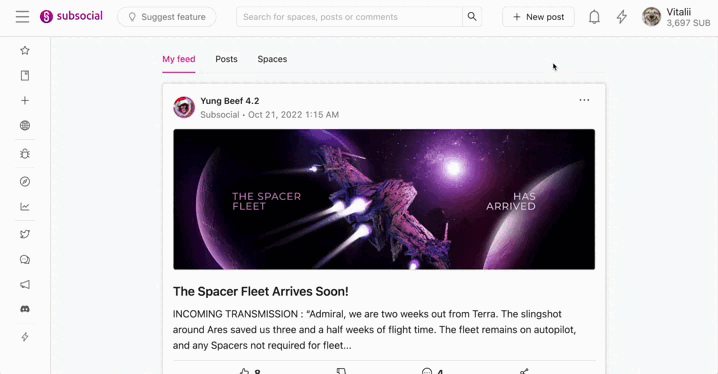 subsocial
Suggest feature
Search for spaces, posts or comments
New post
Vitalii
3,697 SUB
My feed
Posts
Spaces
Yung Beef 4.2
Subsocial • Oct 21, 2022 1:15 AM
THE SPACER
FLEET
HAS
ARRIVED
The Spacer Fleet Arrives Soon!
INCOMING TRANSMISSION : “Admiral, we are two weeks out from Terra. The slingshot
around Ares saved us three and a half weeks of flight time. The fleet remains on autopilot,
and any Spacers not required for fleet...
8
4